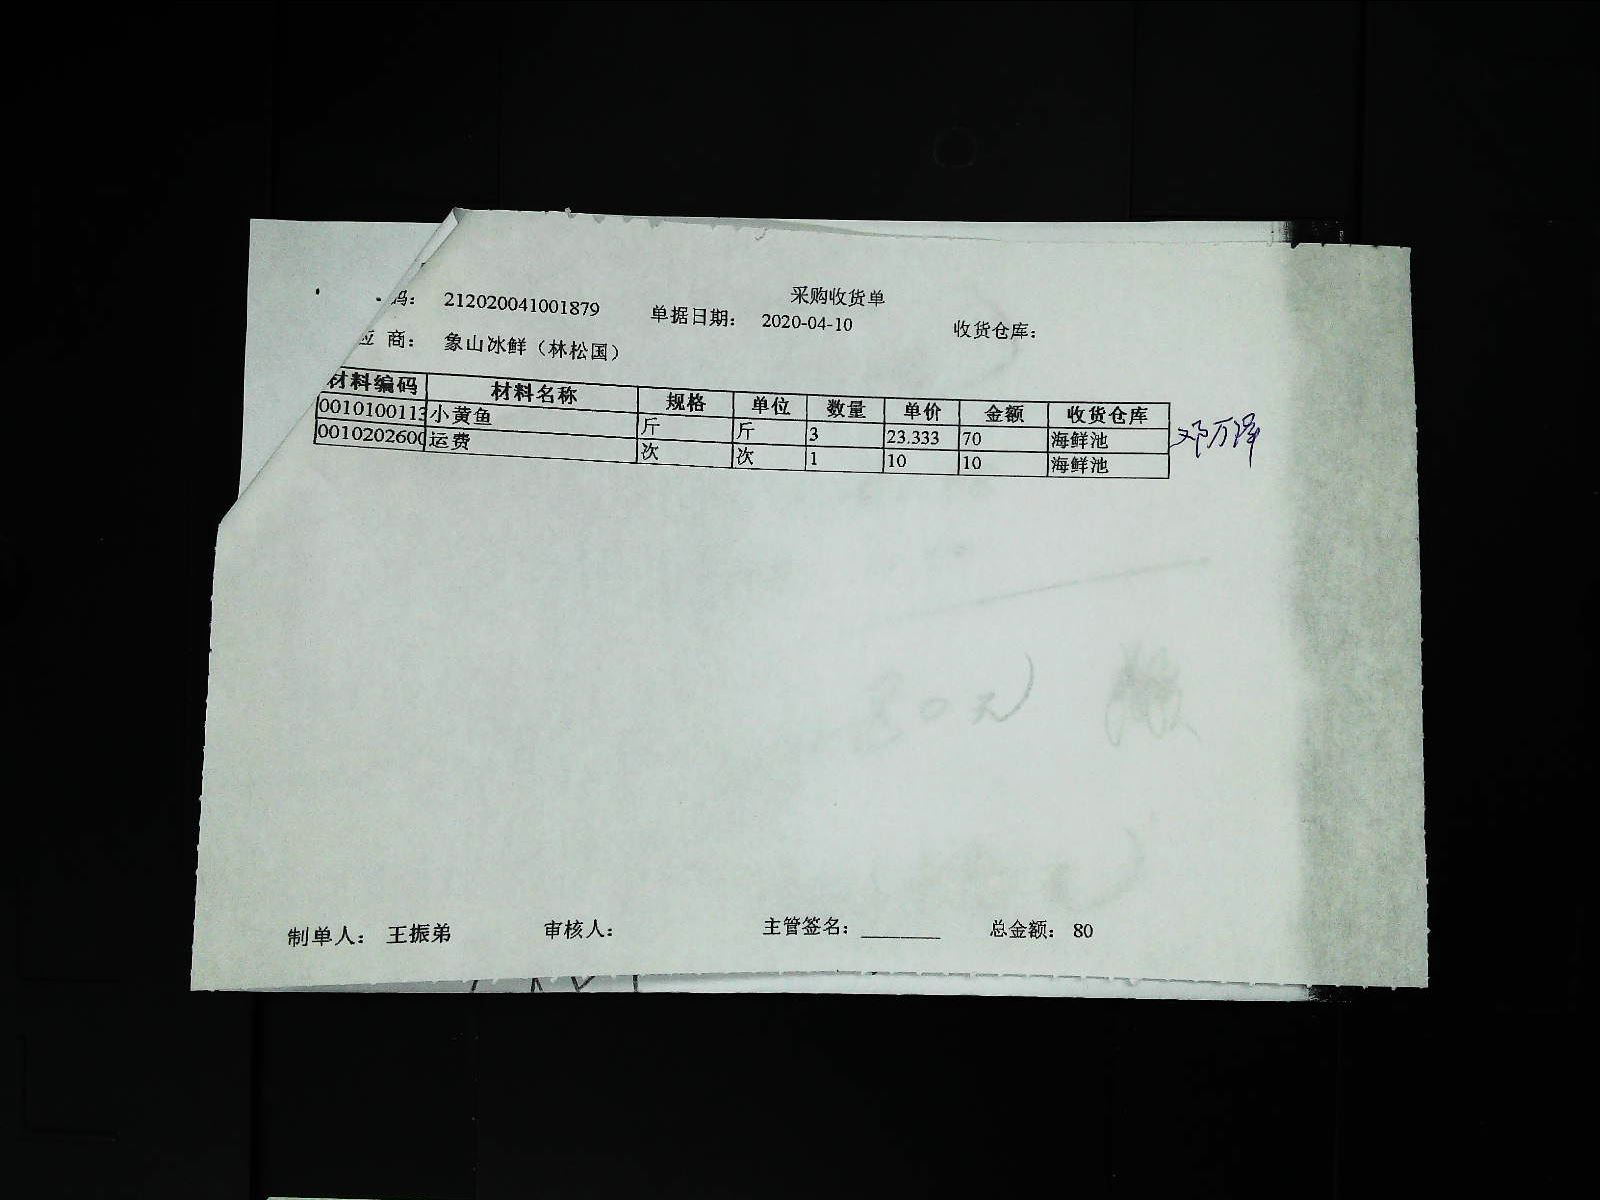 采购收货单
码： 212020041001879 单据日期： 2020-04-10 收货仓库：
应 商： 象山冰鲜（林松国）
材料编码 材料名称 规格 单位 数量 单价 金额 收货仓库
0010100113 小黄鱼 斤 斤 3 23.333 70 海鲜池
001020260 运费 次 次 1 10 10 海鲜池
制单人： 王振弟 审核人： 主管签名：_______ 总金额： 80